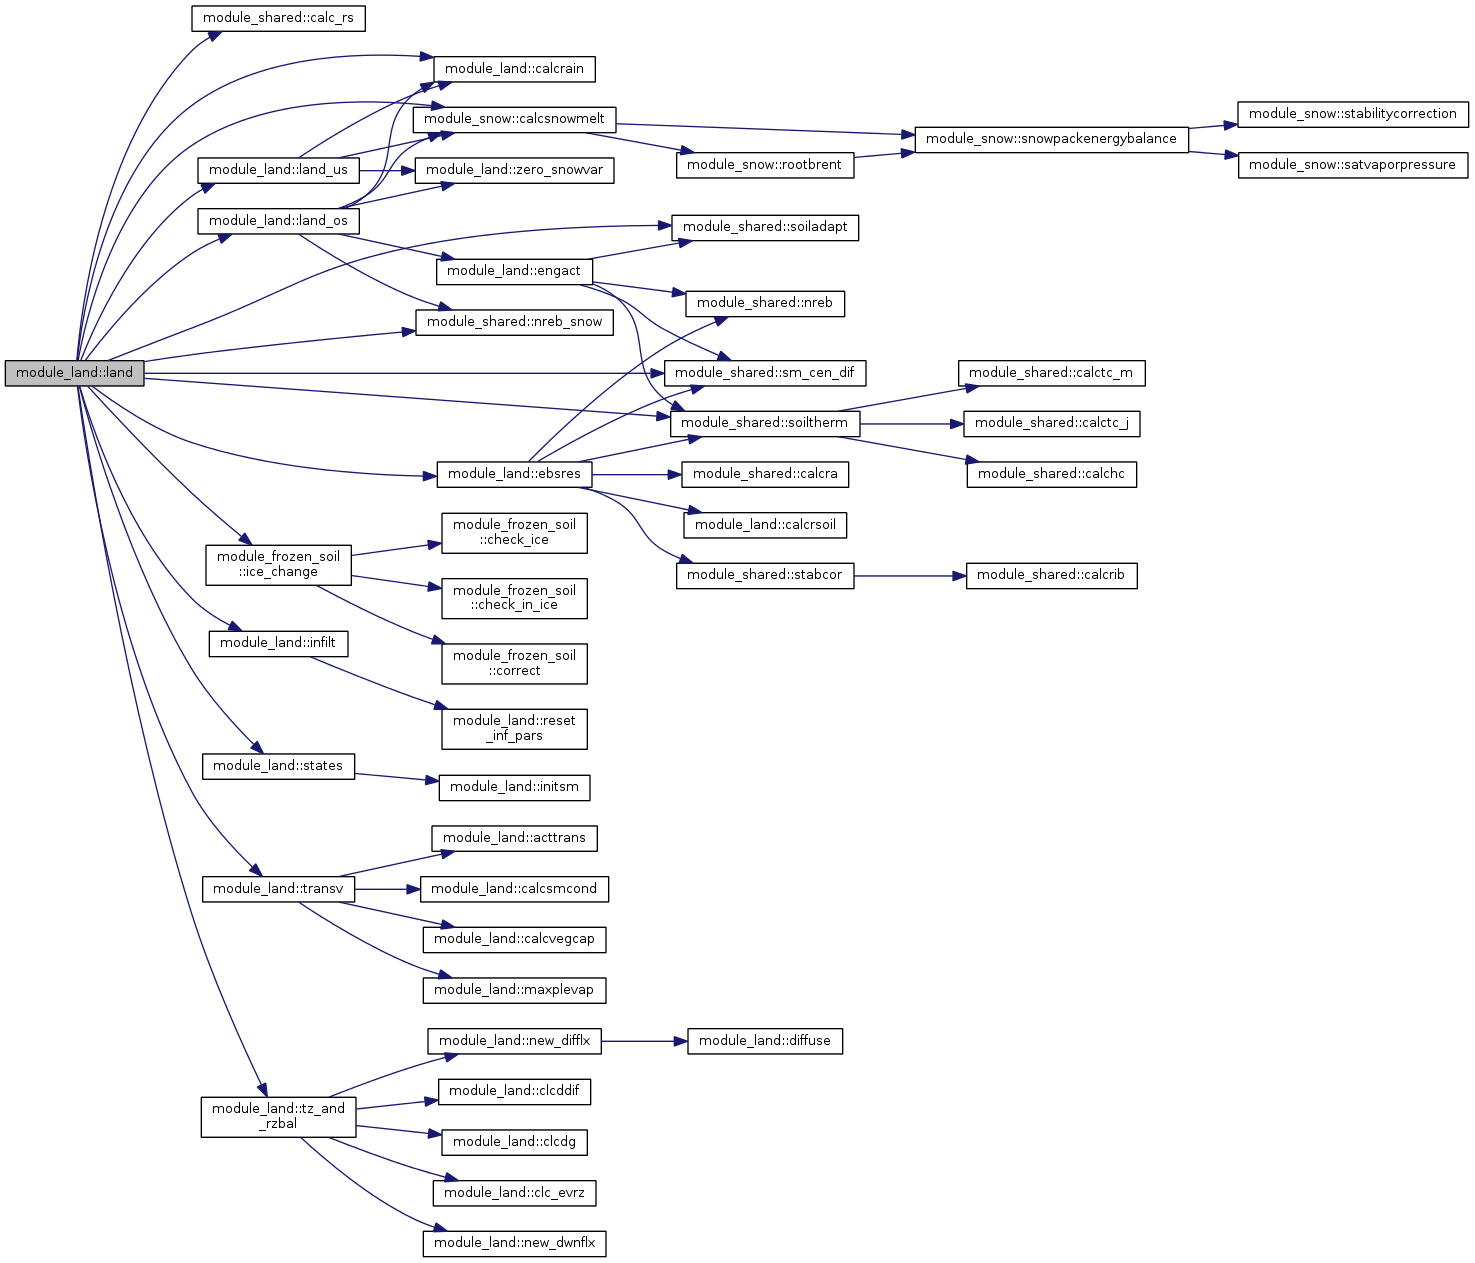 module_shared::calc_rs
module_land::calcrain
module_snow::calcsnowmelt
module_snow::stabilitycorrection
module_snow::snowpackenergybalance
module_snow::rootbrent
module_snow::satvaporpressure
module_land::land_us
module_land::zero_snowvar
module_land::land_os
module_shared::soiladapt
module_land::engact
module_shared::nreb
module_shared::nreb_snow
module_land::land
module_shared::sm_cen_dif
module_shared::calctc_m
module_shared::soiltherm
module_shared::calctc_j
module_land::ebsres
module_shared::calcra
module_shared::calchc
module_land::calcrsoil
module_frozen_soil
::check_ice
module_frozen_soil
::ice_change
module_shared::stabcor
module_shared::calcrib
module_frozen_soil
::check_in_ice
module_land::infilt
module_frozen_soil
::correct
module_land::reset
_inf_pars
module_land::states
module_land::initsm
module_land::acttrans
module_land::transv
module_land::calcsmcond
module_land::calcvegcap
module_land::maxplevap
module_land::new_difflx
module_land::diffuse
module_land::clcddif
module_land::tz_and
_rzbal
module_land::clcdg
module_land::clc_evrz
module_land::new_dwnflx